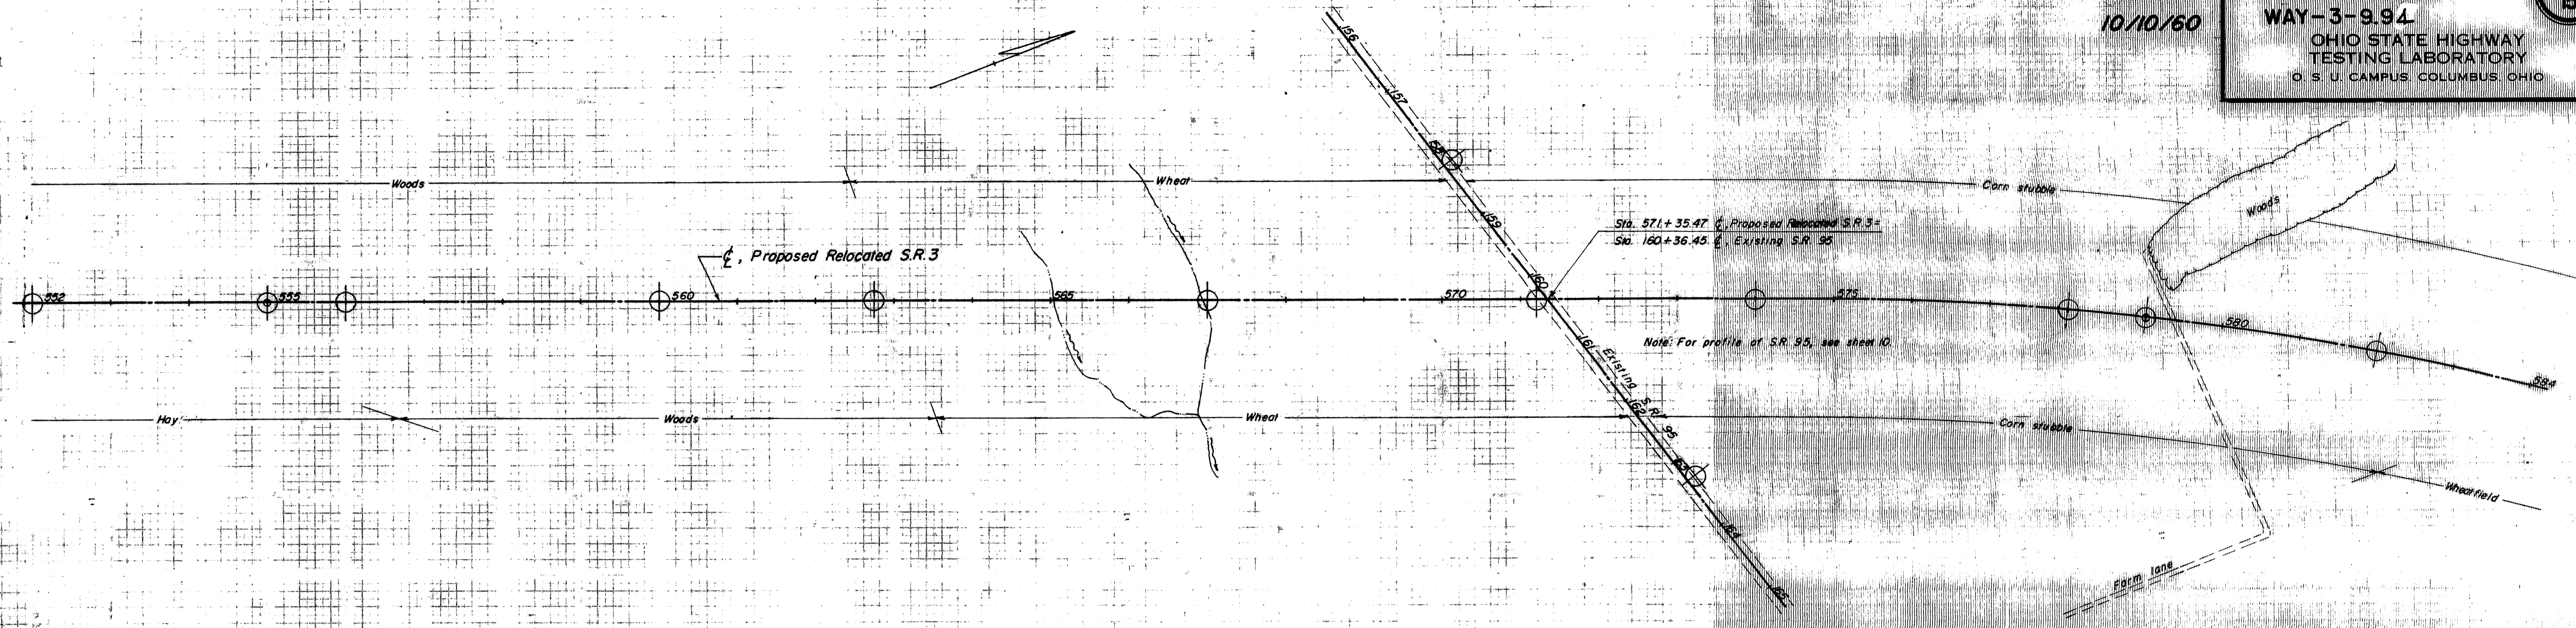 10/10/60
WAY-3-9.94
OHIO STATE HIGHWAY
TESTING LABORATORY
O. S. U. CAMPUS, COLUMBUS, OHIO
156
157
158
159
160
161
162
163
164
165
Woods
Wheat
Corn stubble
Woods
Sta. 571+35.47 ℄, Proposed Relocated S.R. 3=
Sta. 160+36.45 ℄, Existing S.R. 95
℄, Proposed Relocated S.R. 3
552
555
560
565
570
575
580
584
Note: For profile of S.R. 95, see sheet 10.
Existing S.R. 95
Hay
Woods
Wheat
Corn stubble
Wheatfield
Farm lane